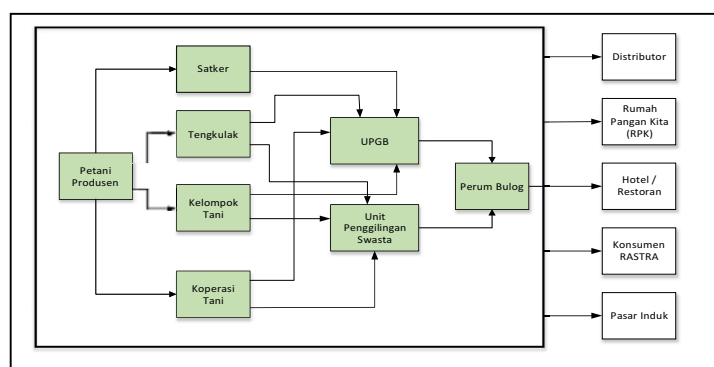 Satker
Distributor
Tengkulak
Rumah
Pangan Kita
(RPK)
UPGB
Petani
Produsen
Perum Bulog
Hotel /
Restoran
Kelompok
Tani
Unit
Penggilingan
Swasta
Konsumen
RASTRA
Koperasi
Tani
Pasar Induk